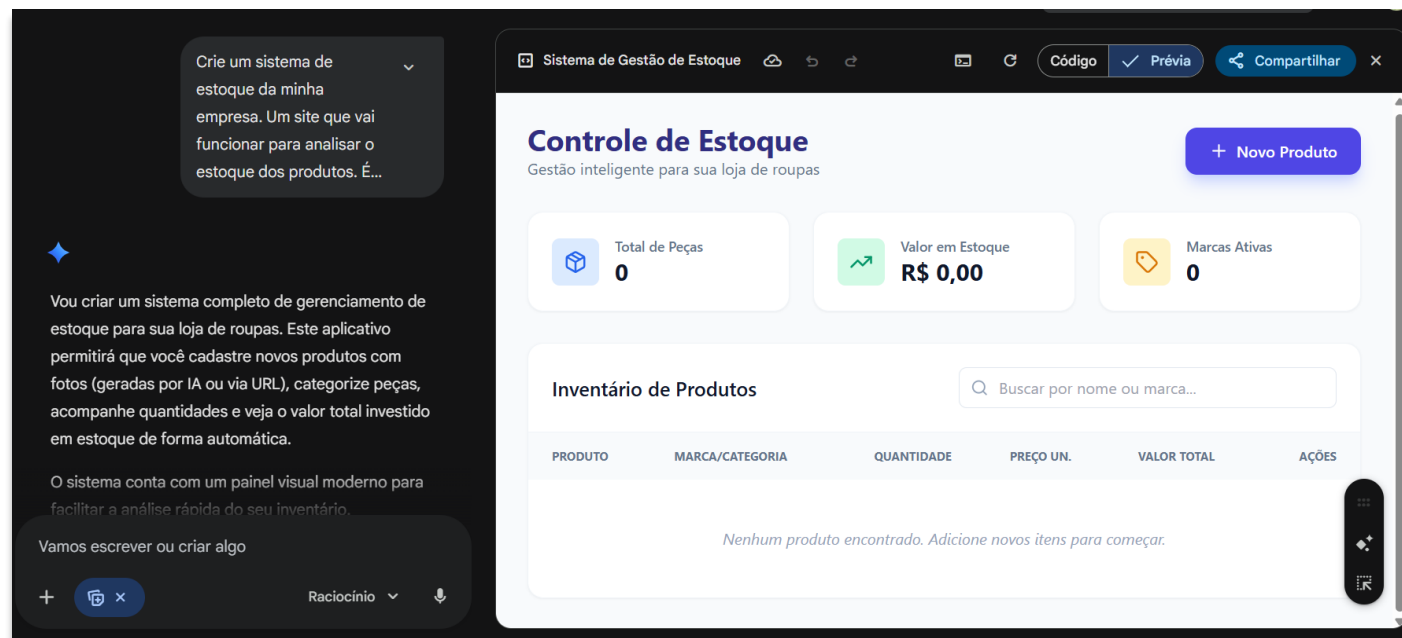 Crie um sistema de
estoque da minha
empresa. Um site que vai
funcionar para analisar o
estoque dos produtos. É...
Vou criar um sistema completo de gerenciamento de
estoque para sua loja de roupas. Este aplicativo
permitirá que você cadastre novos produtos com
fotos (geradas por IA ou via URL), categorize peças,
acompanhe quantidades e veja o valor total investido
em estoque de forma automática.
O sistema conta com um painel visual moderno para
facilitar a análise rápida do seu inventário.
Vamos escrever ou criar algo
Raciocínio
Sistema de Gestão de Estoque
Código
Prévia
Compartilhar
Controle de Estoque
Gestão inteligente para sua loja de roupas
+ Novo Produto
Total de Peças
0
Valor em Estoque
R$ 0,00
Marcas Ativas
0
Inventário de Produtos
Buscar por nome ou marca...
PRODUTO MARCA/CATEGORIA QUANTIDADE PREÇO UN. VALOR TOTAL AÇÕES
Nenhum produto encontrado. Adicione novos itens para começar.